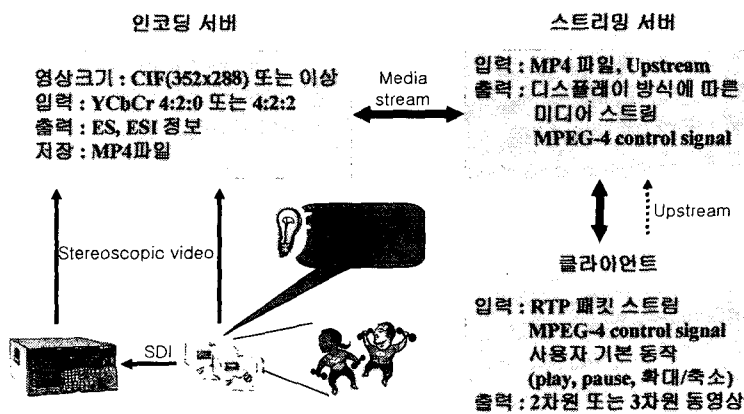 인코딩 서버
영상크기 : CIF(352x288) 또는 이상
입력 : YCbCr 4:2:0 또는 4:2:2
출력 : ES, ESI 정보
저장 : MP4파일
Media
stream
스트리밍 서버
입력 : MP4 파일, Upstream
출력 : 디스플레이 방식에 따른
미디어 스트림
MPEG-4 control signal
Upstream
Stereoscopic video
SDI
클라이언트
입력 : RTP 패킷 스트림
MPEG-4 control signal
사용자 기본 동작
(play, pause, 확대/축소)
출력 : 2차원 또는 3차원 동영상